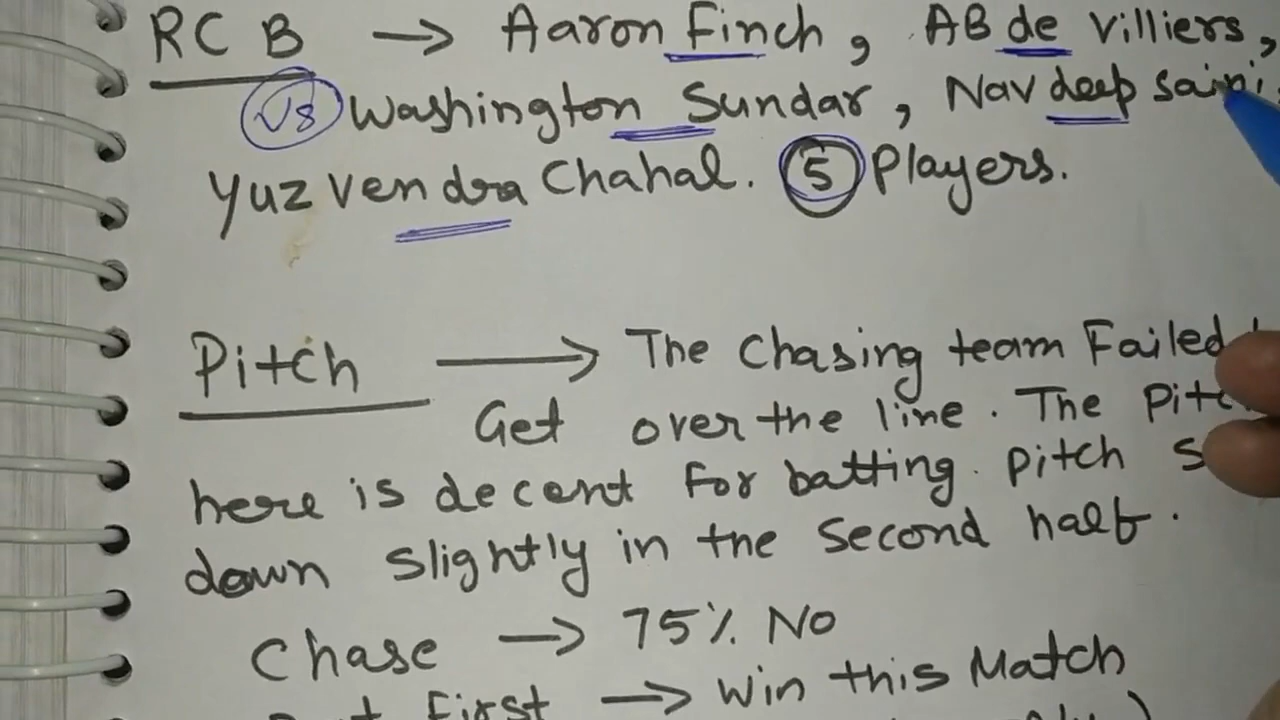 RCB → Aaron Finch, AB de Villiers,
Vs Washington Sundar, Navdeep saini
Yuzvendra Chahal. 5 Players.
Pitch → The Chasing team Failed
Get over the line. The
here is decent For batting. Pitch
down slightly in the second half.
Chase → 75% No
First → Win this Match